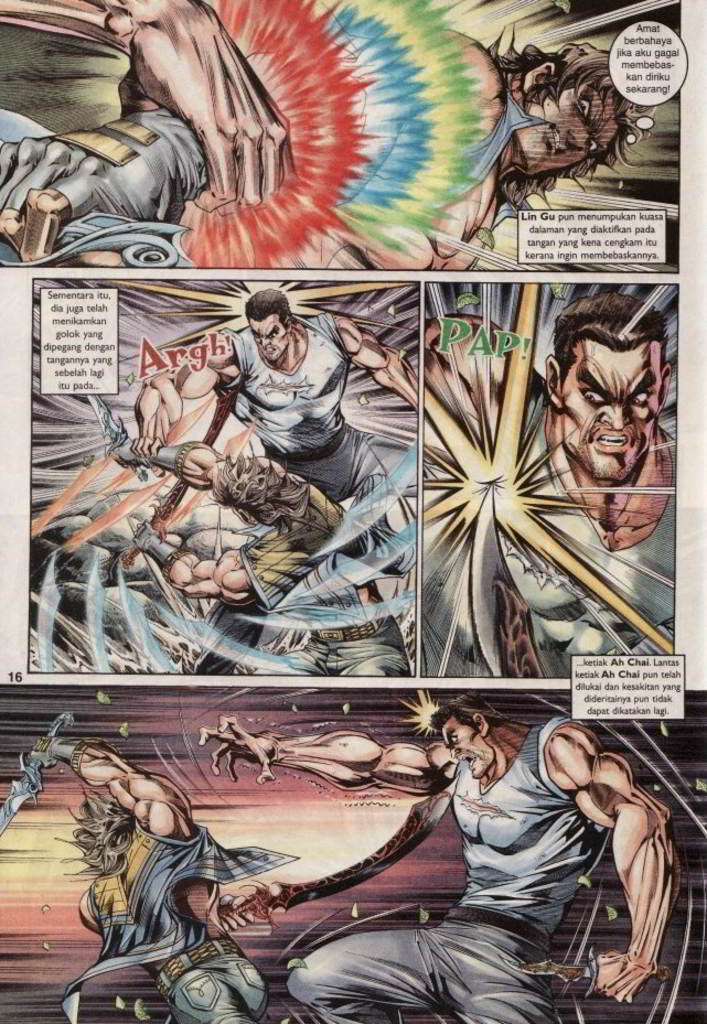 Amat
berbahaya
jika aku gagal
membebas-
kan diriku
sekarang!
Lin Gu pun menumpukan kuasa
dalaman yang diaktifkan pada
tangan yang kena cengkam itu
kerana ingin membebaskannya.
Sementara itu,
dia juga telah
menikamkan
golok yang
dipegang dengan
tangannya yang
sebelah lagi
itu pada...
Argh!
PAP!
...ketiak Ah Chai. Lantas
ketiak Ah Chai pun telah
dilukai dan kesakitan yang
dideritainya pun tidak
dapat dikatakan lagi.
16